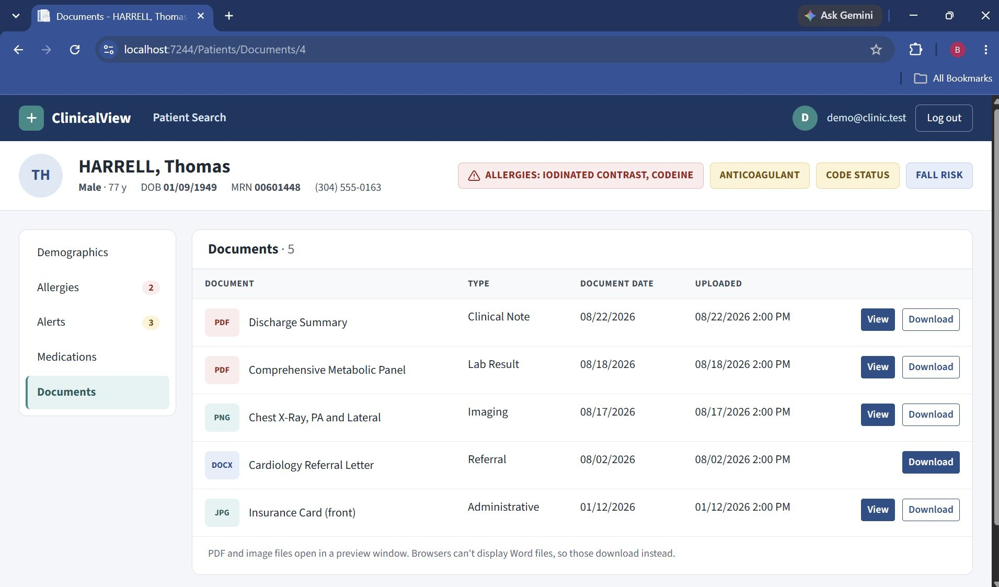 Documents - HARRELL, Thomas
Ask Gemini
localhost:7244/Patients/Documents/4
B
All Bookmarks
ClinicalView
Patient Search
D
demo@clinic.test
Log out
TH
HARRELL, Thomas
Male · 77 y DOB 01/09/1949 MRN 00601448 (304) 555-0163
ALLERGIES: IODINATED CONTRAST, CODEINE
ANTICOAGULANT
CODE STATUS
FALL RISK
Demographics
Allergies 2
Alerts 3
Medications
Documents
Documents · 5
DOCUMENT TYPE DOCUMENT DATE UPLOADED
PDF Discharge Summary Clinical Note 08/22/2026 08/22/2026 2:00 PM View Download
PDF Comprehensive Metabolic Panel Lab Result 08/18/2026 08/18/2026 2:00 PM View Download
PNG Chest X-Ray, PA and Lateral Imaging 08/17/2026 08/17/2026 2:00 PM View Download
DOCX Cardiology Referral Letter Referral 08/02/2026 08/02/2026 2:00 PM Download
JPG Insurance Card (front) Administrative 01/12/2026 01/12/2026 2:00 PM View Download
PDF and image files open in a preview window. Browsers can't display Word files, so those download instead.